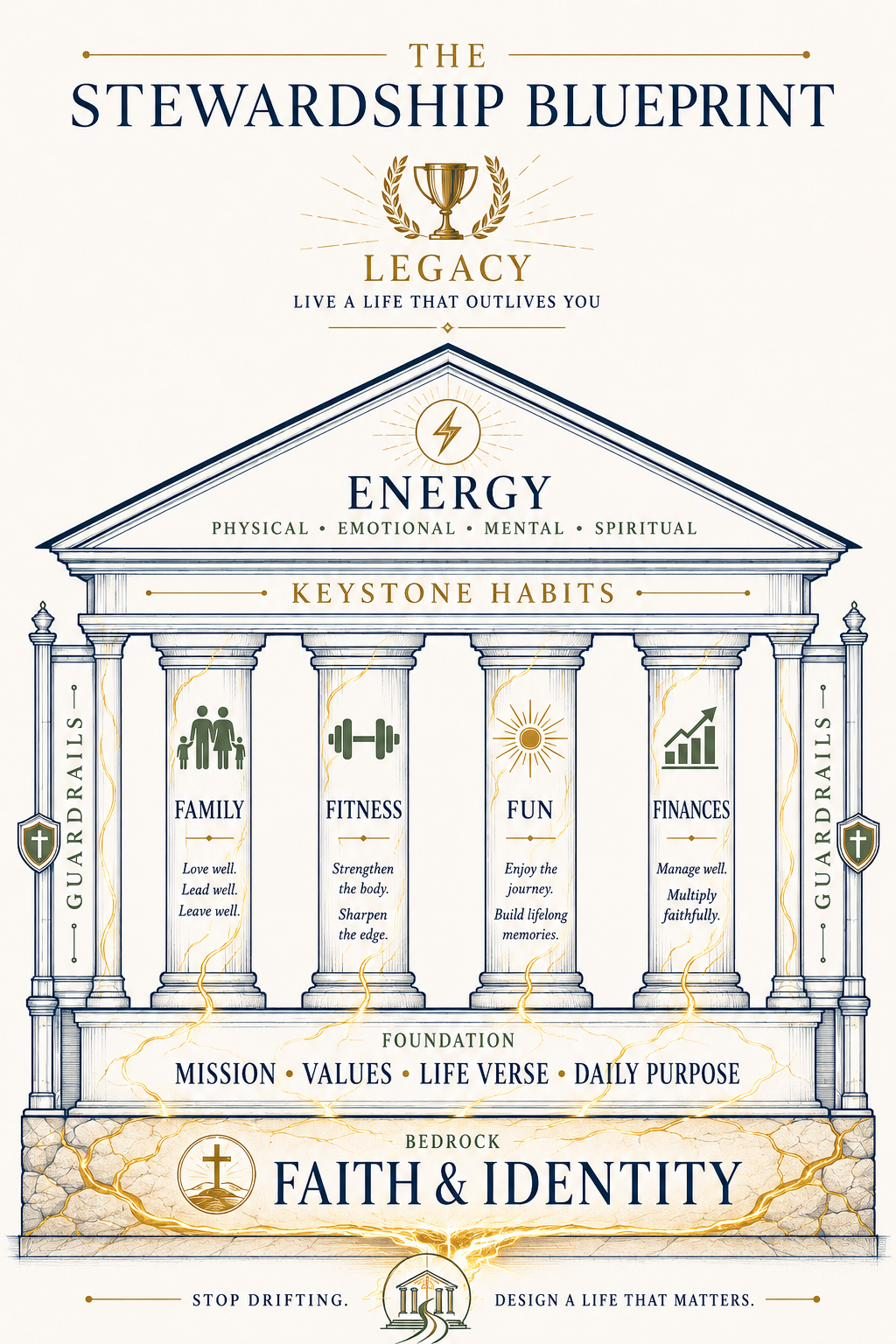 THE
STEWARDSHIP BLUEPRINT
LEGACY
LIVE A LIFE THAT OUTLIVES YOU
ENERGY
PHYSICAL • EMOTIONAL • MENTAL • SPIRITUAL
KEYSTONE HABITS
GUARDRAILS
FAMILY
Love well.
Lead well.
Leave well.
FITNESS
Strengthen
the body.
Sharpen
the edge.
FUN
Enjoy the
journey.
Build lifelong
memories.
FINANCES
Manage well.
Multiply
faithfully.
GUARDRAILS
FOUNDATION
MISSION • VALUES • LIFE VERSE • DAILY PURPOSE
BEDROCK
FAITH & IDENTITY
STOP DRIFTING.
DESIGN A LIFE THAT MATTERS.